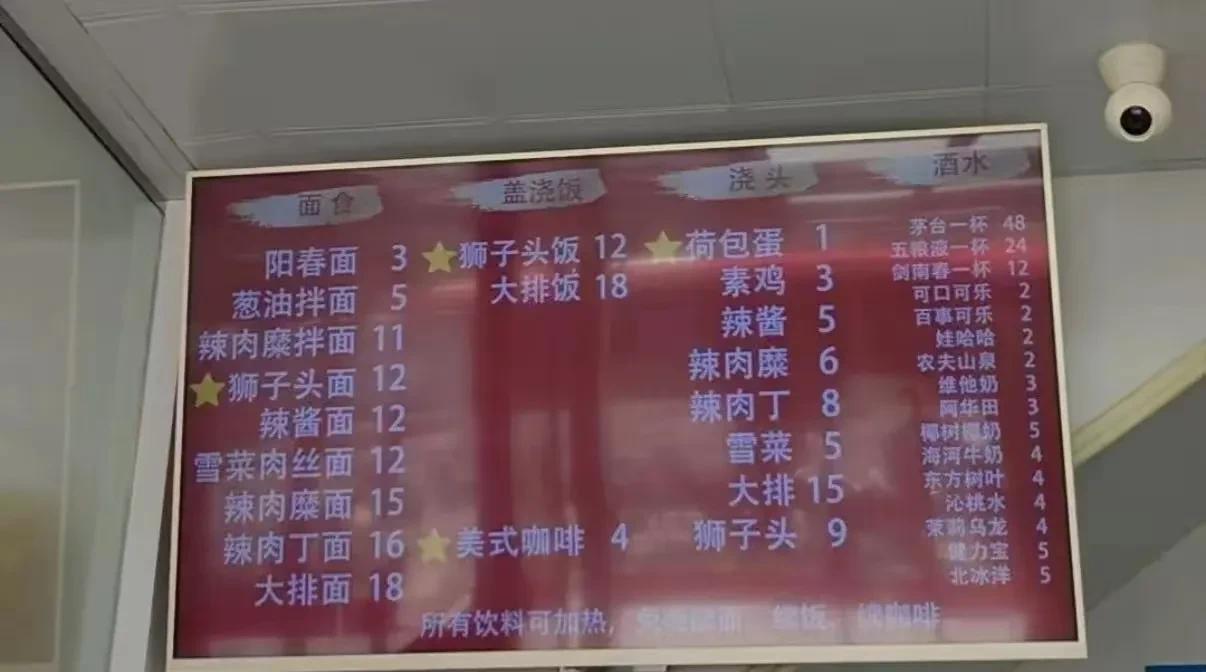 面食
阳春面 3
葱油拌面 5
辣肉糜拌面 11
狮子头面 12
辣酱面 12
雪菜肉丝面 12
辣肉糜面 15
辣肉丁面 16
大排面 18
盖浇饭
狮子头饭 12
大排饭 18
美式咖啡 4
浇头
荷包蛋 1
素鸡 3
辣酱 5
辣肉糜 6
辣肉丁 8
雪菜 5
大排 15
狮子头 9
酒水
茅台一杯 48
五粮液一杯 24
剑南春一杯 12
可口可乐 2
百事可乐 2
娃哈哈 2
农夫山泉 2
维他奶 3
阿华田 3
椰树椰奶 5
海河牛奶 4
东方树叶 4
沁桃水 4
茉莉乌龙 4
健力宝 5
北冰洋 5
所有饮料可加热，免费续面、续饭、续咖啡